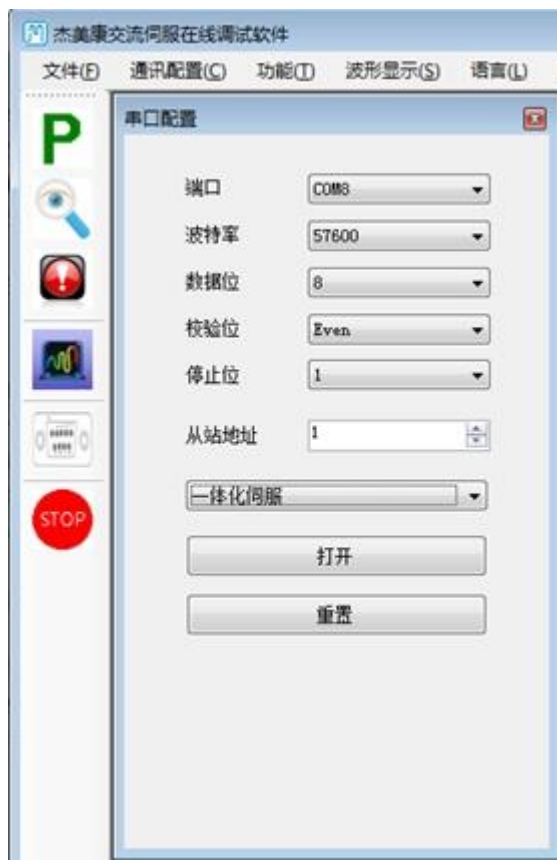 杰美康交流伺服在线调试软件
文件(F) 通讯配置(C) 功能(T) 波形显示(S) 语言(L)
P
串口配置
端口 COM8
波特率 57600
数据位 8
校验位 Even
停止位 1
从站地址 1
一体化伺服
STOP
打开
重置